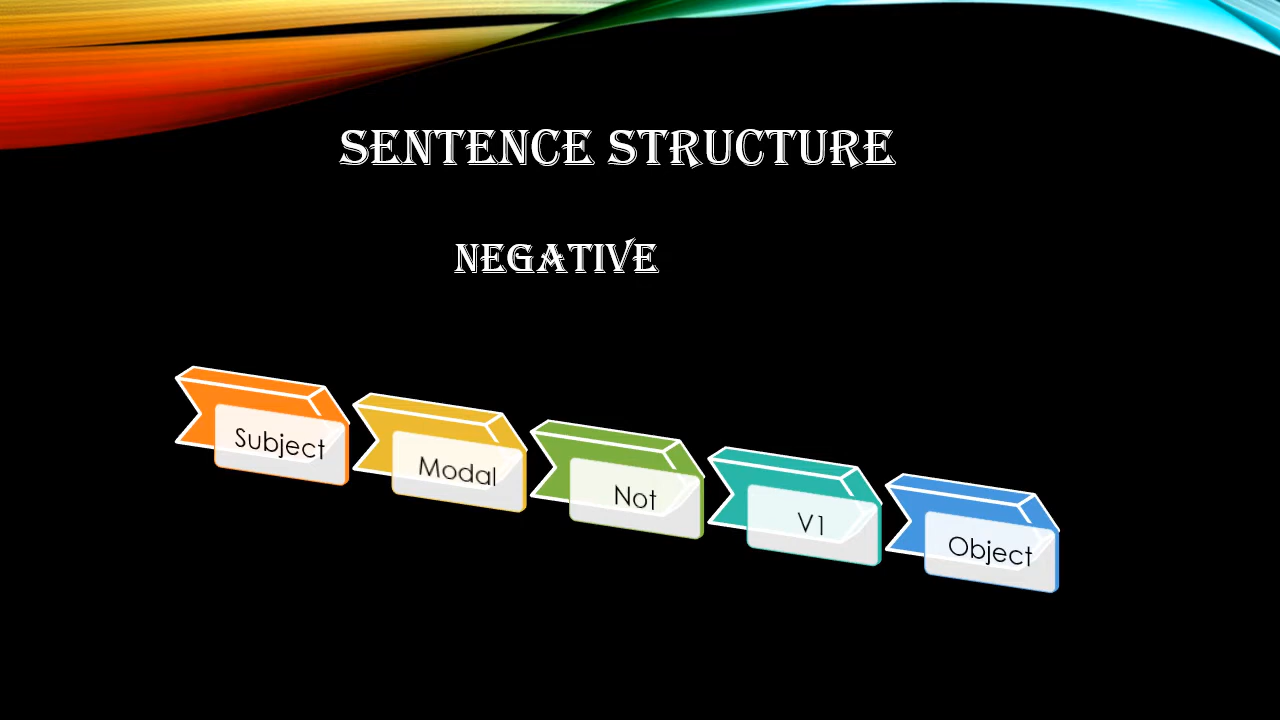 SENTENCE STRUCTURE
NEGATIVE
Subject
Modal
Not
V1
Object